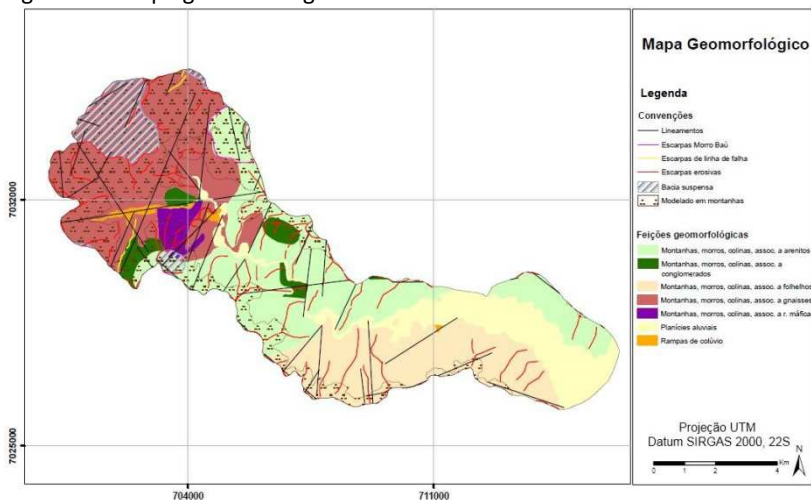 Mapa Geomorfológico
Legenda
Convenções
Lineamentos
Escarpas Morro Baú
Escarpas de linha de falha
Escarpas erosivas
Bacia suspensa
Modelado em montanhas
Feições geomorfológicas
Montanhas, morros, colinas, assoc. a arenitos
Montanhas, morros, colinas, assoc. a
conglomerados
Montanhas, morros, colinas, assoc. a folhelhos
Montanhas, morros, colinas, assoc. a gnaisses
Montanhas, morros, colinas, assoc. a r. máfica
Planícies aluviais
Rampas de colúvio
Projeção UTM
Datum SIRGAS 2000, 22S
N
Km
0 1 2 4
7032000
7025000
704000
711000